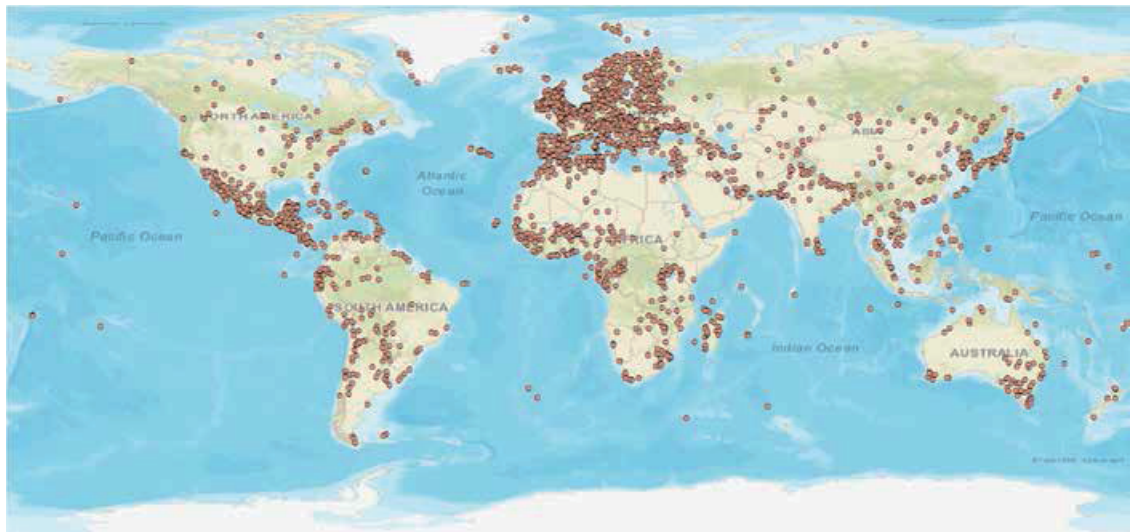 NORTH AMERICA
ASIA
Atlantic
Ocean
Pacific Ocean
Pacific Ocean
AFRICA
SOUTH AMERICA
Indian Ocean
AUSTRALIA